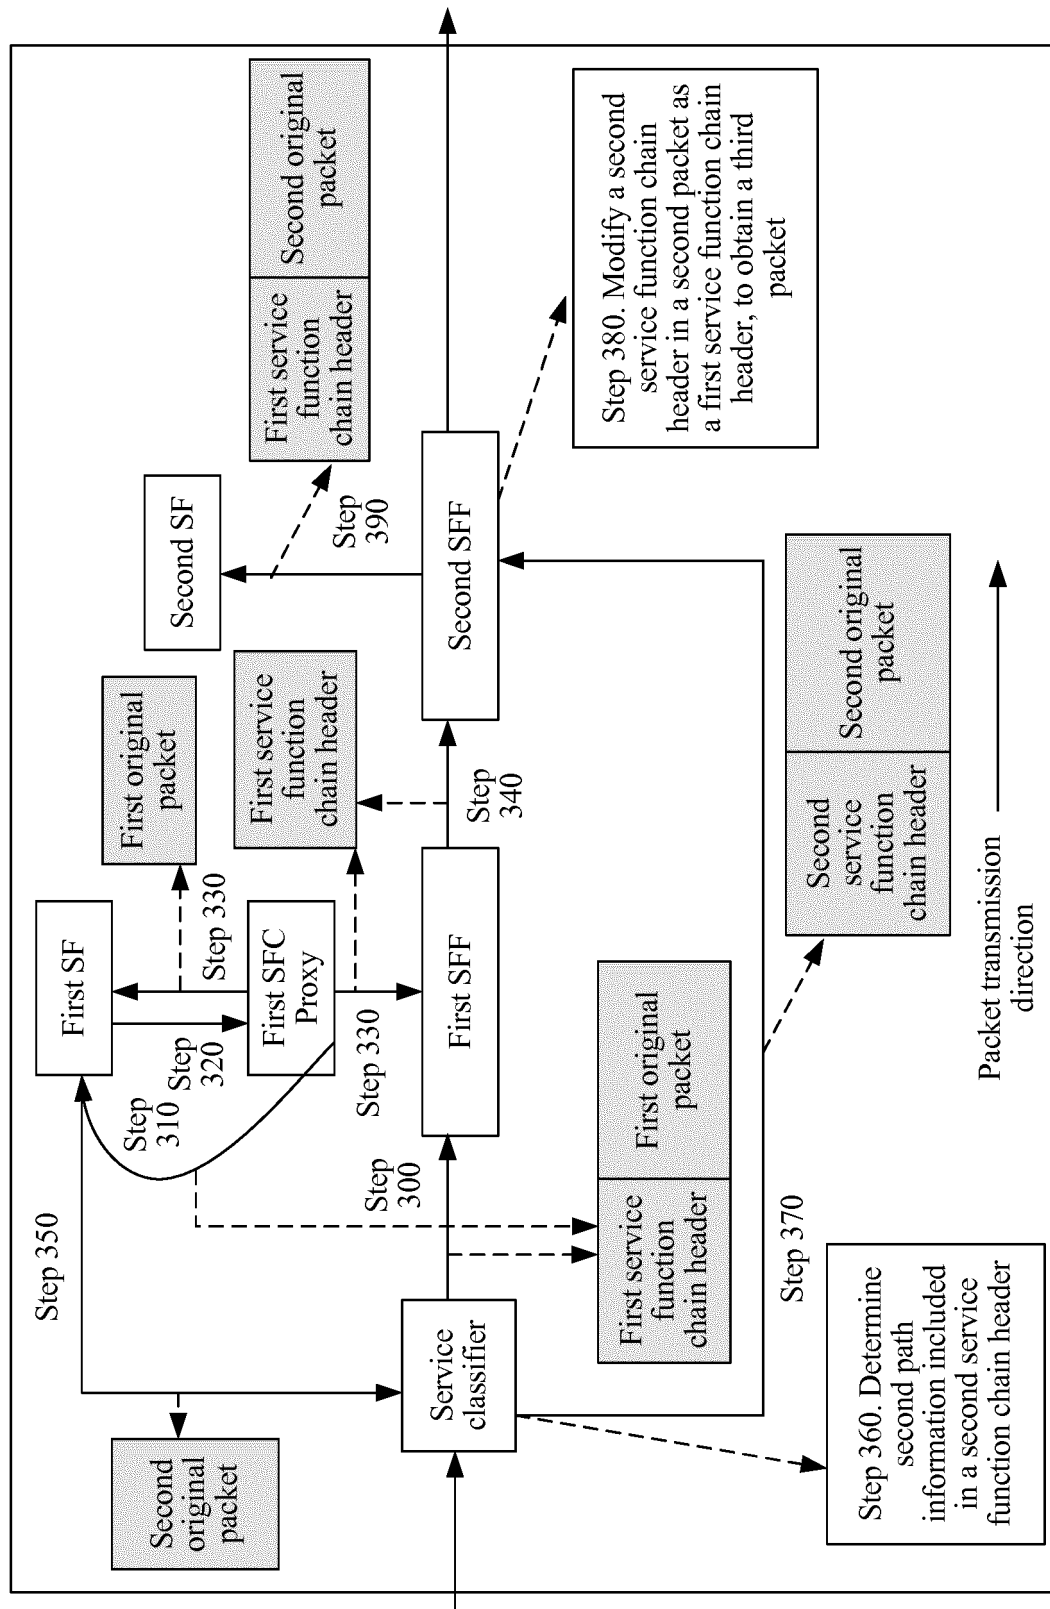 Second
original
packet
Step 350
First SF
First original
packet
Second SF
First service
function
chain header
Second original
packet
Step
310
Step
320
Step 330
First SFC
Proxy
Step 330
First service
function
chain header
Step
390
Service
classifier
Step
300
First SFF
Step
340
Second SFF
First service
function
chain header
First original
packet
Step 380. Modify a second
service function chain
header in a second packet as
a first service function chain
header, to obtain a third
packet
Step 370
Second
service
function
chain header
Second original
packet
Step 360. Determine
second path
information included
in a second service
function chain header
Packet transmission
direction